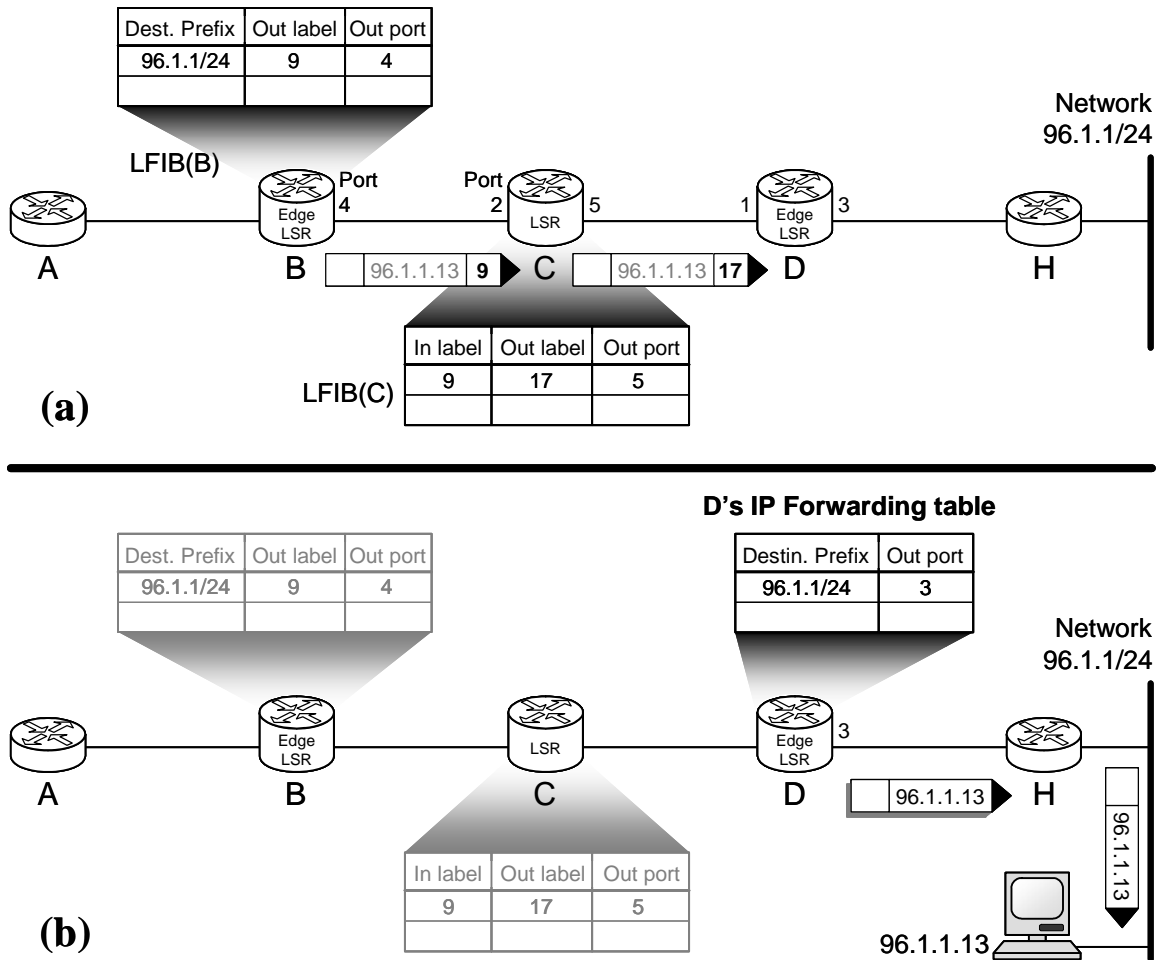 Dest. Prefix Out label Out port
96.1.1/24 9 4
Network
96.1.1/24
LFIB(B)
Port
4
Port
2
5
1
3
Edge
LSR
LSR
Edge
LSR
A
B
96.1.1.13 9
C
96.1.1.13 17
D
H
In label Out label Out port
9 17 5
LFIB(C)
(a)
D's IP Forwarding table
Dest. Prefix Out label Out port
96.1.1/24 9 4
Destin. Prefix Out port
96.1.1/24 3
Network
96.1.1/24
Edge
LSR
LSR
Edge
LSR
3
A
B
C
D
96.1.1.13
H
96.1.1.13
In label Out label Out port
9 17 5
(b)
96.1.1.13